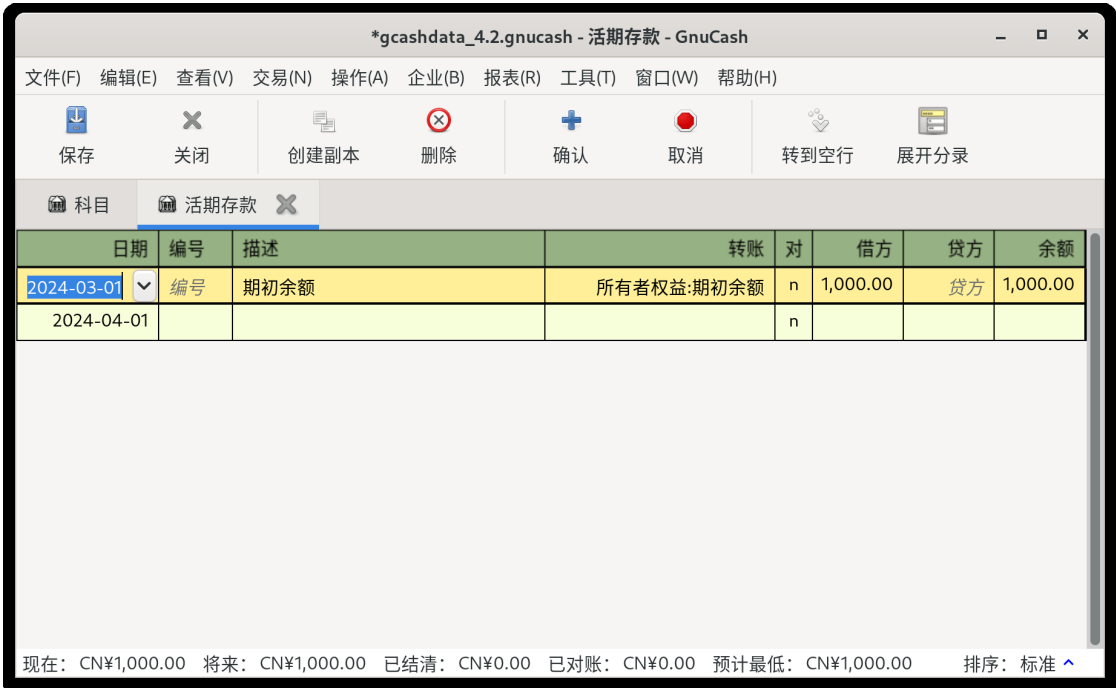 *gcashdata_4.2.gnucash - 活期存款 - GnuCash
文件(F) 编辑(E) 查看(V) 交易(N) 操作(A) 企业(B) 报表(R) 工具(T) 窗口(W) 帮助(H)
保存 关闭 创建副本 删除 确认 取消 转到空行 展开分录
科目 活期存款
日期 编号 描述 转账 对 借方 贷方 余额
2024-03-01 编号 期初余额 所有者权益:期初余额 n 1,000.00 贷方 1,000.00
2024-04-01 n
现在: CN¥1,000.00 将来: CN¥1,000.00 已结清: CN¥0.00 已对账: CN¥0.00 预计最低: CN¥1,000.00 排序: 标准